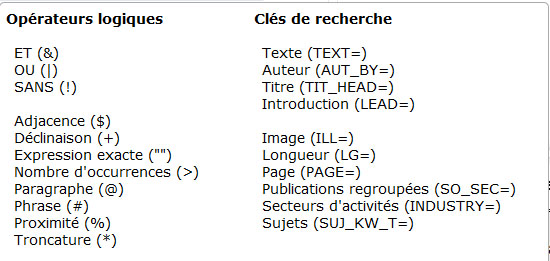 Opérateurs logiques
ET (&)
OU (|)
SANS (!)
Adjacence ($)
Déclinaison (+)
Expression exacte ("")
Nombre d'occurrences (>)
Paragraphe (@)
Phrase (#)
Proximité (%)
Troncature (*)
Clés de recherche
Texte (TEXT=)
Auteur (AUT_BY=)
Titre (TIT_HEAD=)
Introduction (LEAD=)
Image (ILL=)
Longueur (LG=)
Page (PAGE=)
Publications regroupées (SO_SEC=)
Secteurs d'activités (INDUSTRY=)
Sujets (SUJ_KW_T=)